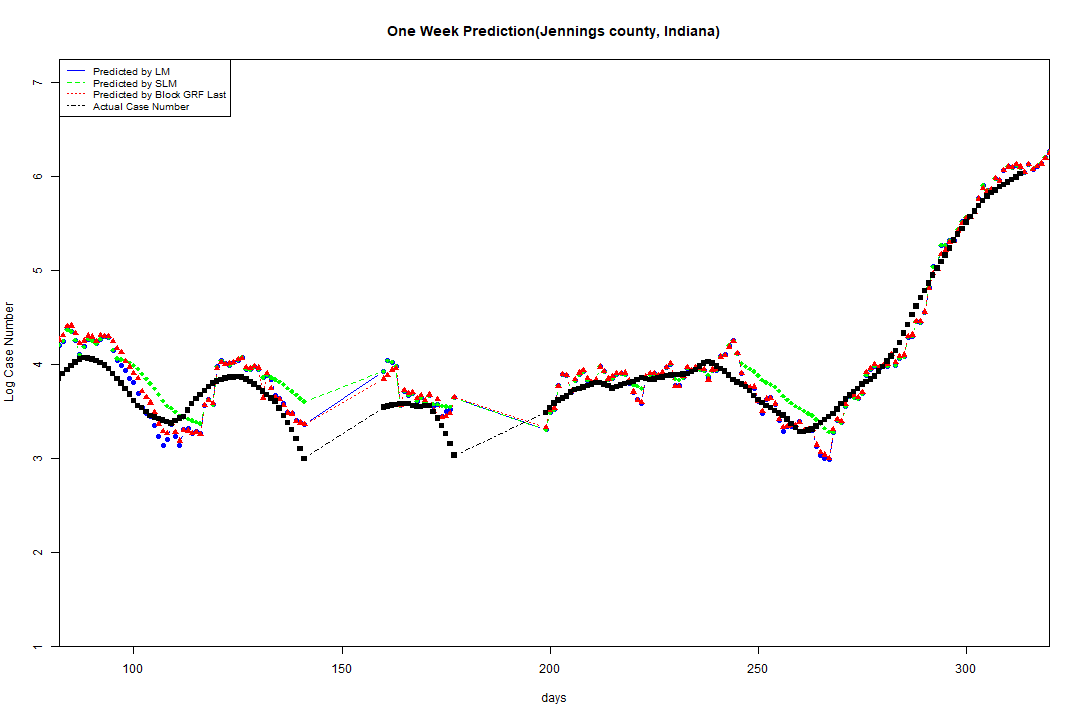 One Week Prediction(Jennings county, Indiana)
Predicted by LM
Predicted by SLM
Predicted by Block GRF Last
Actual Case Number
Log Case Number
7
6
5
4
3
2
1
100 150 200 250 300
days